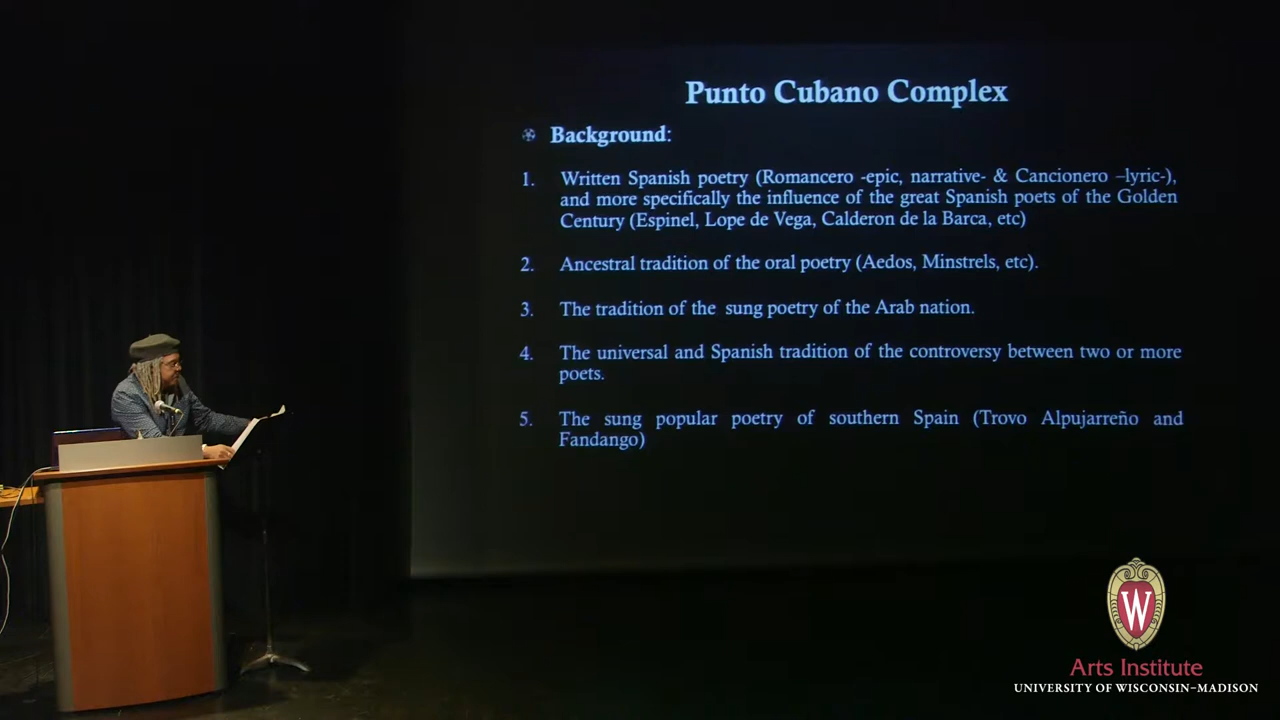 Punto Cubano Complex
Background:
1. Written Spanish poetry (Romancero -epic, narrative- & Cancionero –lyric-),
and more specifically the influence of the great Spanish poets of the Golden
Century (Espinel, Lope de Vega, Calderon de la Barca, etc)
2. Ancestral tradition of the oral poetry (Aedos, Minstrels, etc).
3. The tradition of the sung poetry of the Arab nation.
4. The universal and Spanish tradition of the controversy between two or more
poets.
5. The sung popular poetry of southern Spain (Trovo Alpujarreño and
Fandango)
W
Arts Institute
UNIVERSITY OF WISCONSIN–MADISON